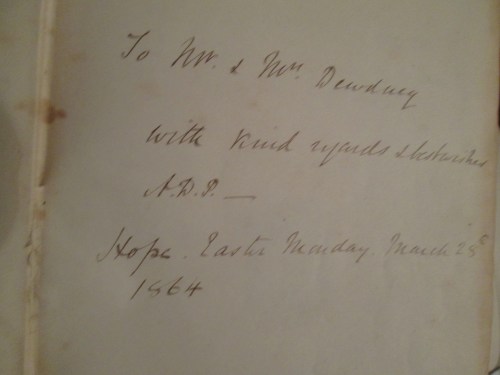 To Mr. & Mrs. Dewdney
with kind regards & best wishes
A.D.P. —
Hope. Easter Monday. March 28th
1864